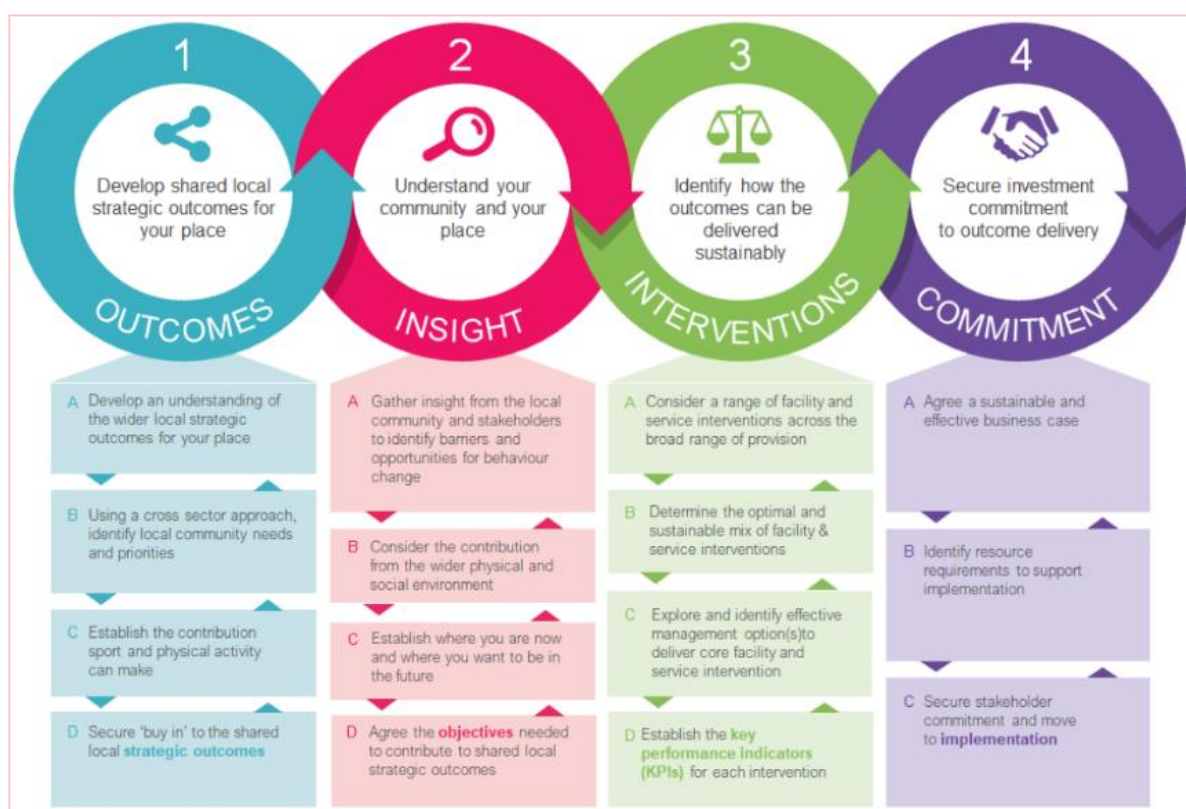 1
Develop shared local
strategic outcomes for
your place
OUTCOMES
2
Understand your
community and your
place
INSIGHT
3
Identify how the
outcomes can be
delivered
sustainably
INTERVENTIONS
4
Secure investment
commitment
to outcome delivery
COMMITMENT
A Develop an understanding of
the wider local strategic
outcomes for your place
B Using a cross sector approach,
identify local community needs
and priorities
C Establish the contribution
sport and physical activity
can make
D Secure ‘buy in’ to the shared
local strategic outcomes
A Gather insight from the local
community and stakeholders
to identify barriers and
opportunities for behaviour
change
B Consider the contribution
from the wider physical and
social environment
C Establish where you are now
and where you want to be in
the future
D Agree the objectives needed
to contribute to shared local
strategic outcomes
A Consider a range of facility and
service interventions across the
broad range of provision
B Determine the optimal and
sustainable mix of facility &
service interventions
C Explore and identify effective
management option(s)to
deliver core facility and
service intervention
D Establish the key
performance indicators
(KPIs) for each intervention
A Agree a sustainable and
effective business case
B Identify resource
requirements to support
implementation
C Secure stakeholder
commitment and move
to implementation